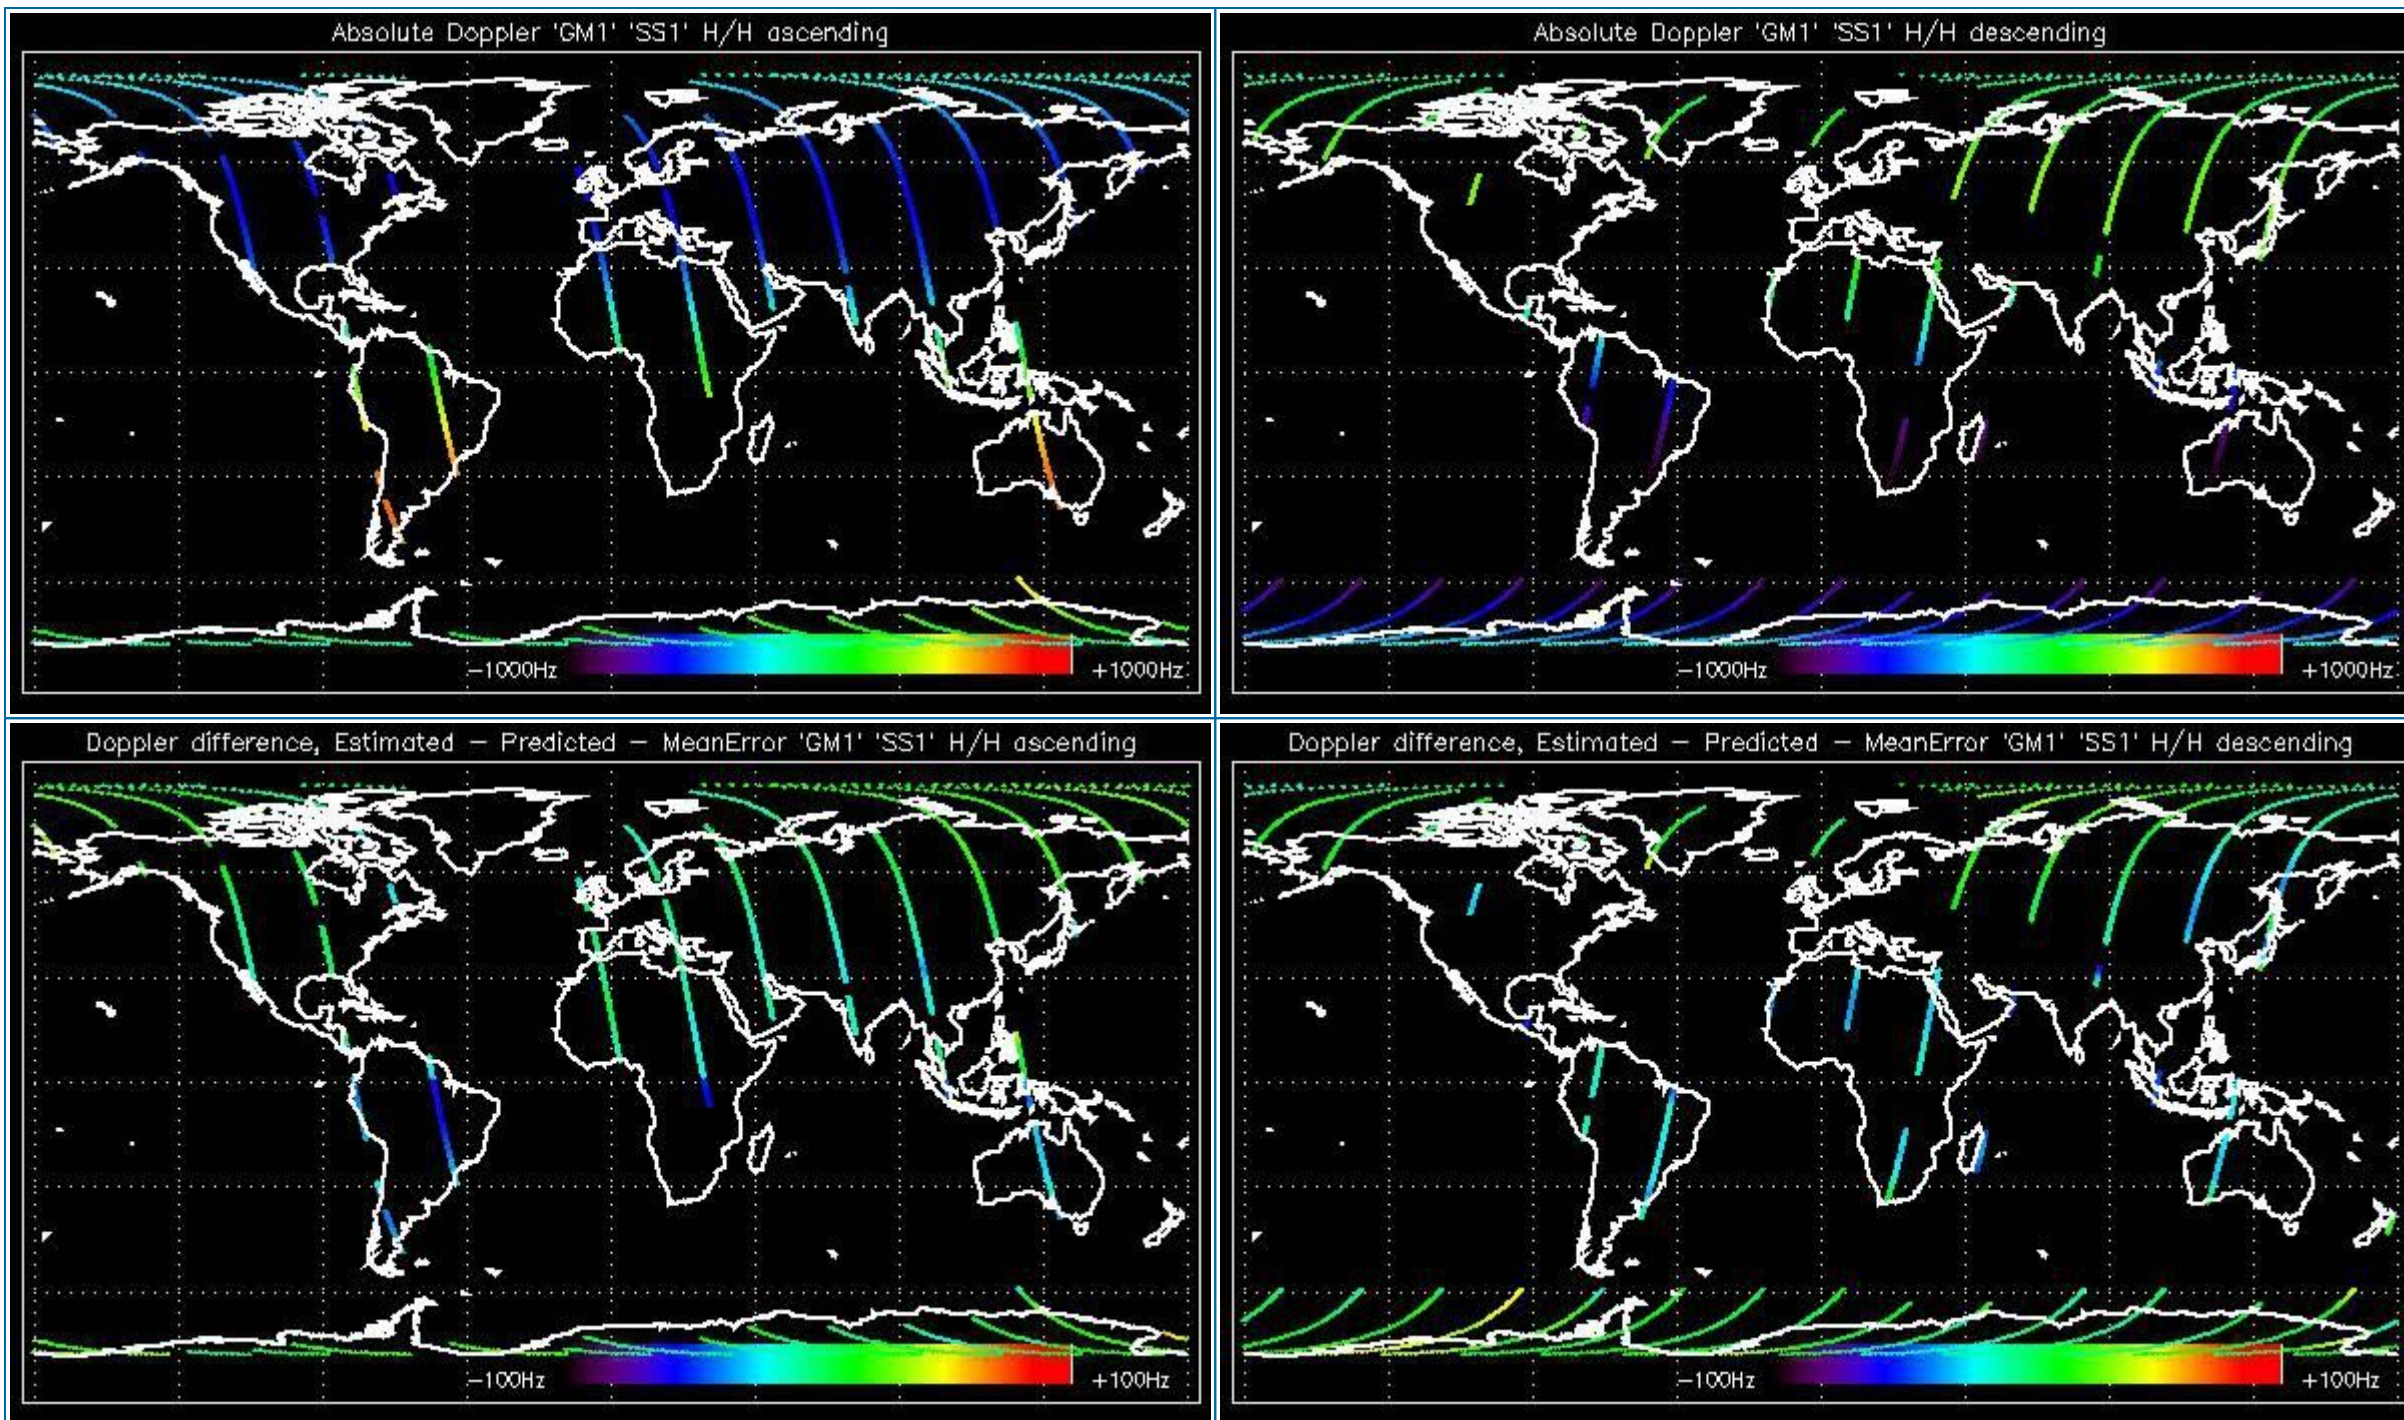 Absolute Doppler 'GM1' 'SS1' H/H ascending
-1000Hz
+1000Hz
Absolute Doppler 'GM1' 'SS1' H/H descending
-1000Hz
+1000Hz
Doppler difference, Estimated - Predicted - MeanError 'GM1' 'SS1' H/H ascending
-100Hz
+100Hz
Doppler difference, Estimated - Predicted - MeanError 'GM1' 'SS1' H/H descending
-100Hz
+100Hz